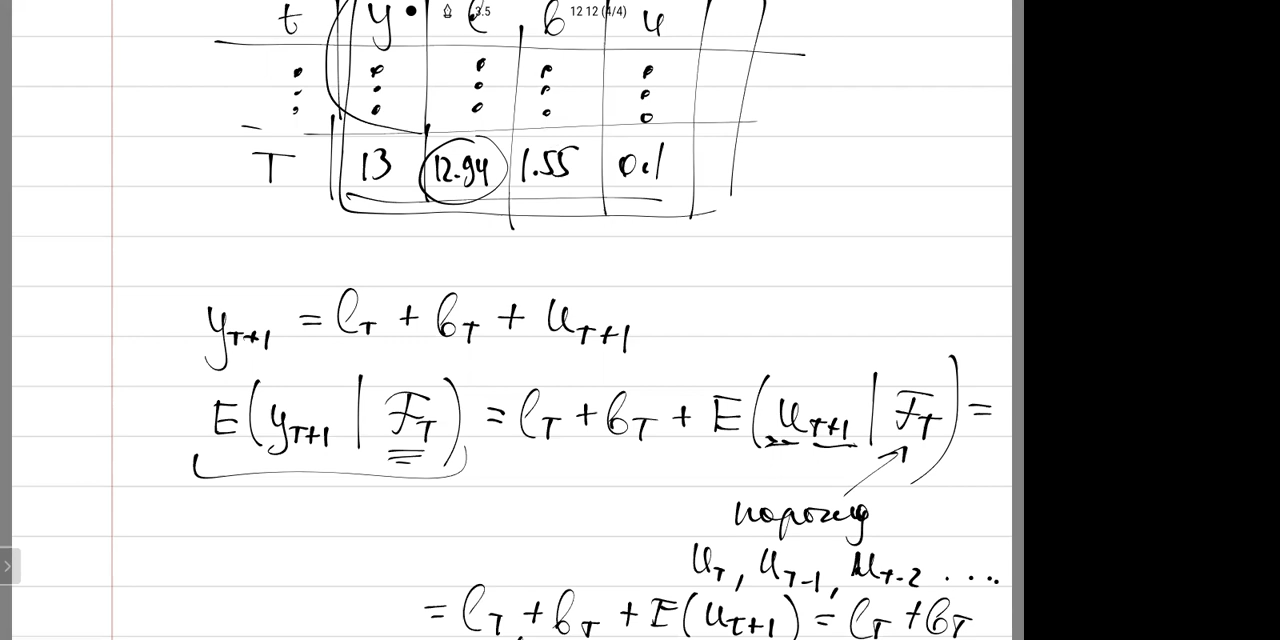 t y ℓ b u
T 13 12.94 1.55 0.1
y_{T+1} = ℓ_T + b_T + u_{T+1}
E(y_{T+1} | F_T) = ℓ_T + b_T + E(u_{T+1} | F_T) =
u_T, u_{T-1}, u_{T-2} ....
= ℓ_T + b_T + E(u_{T+1}) = ℓ_T + b_T